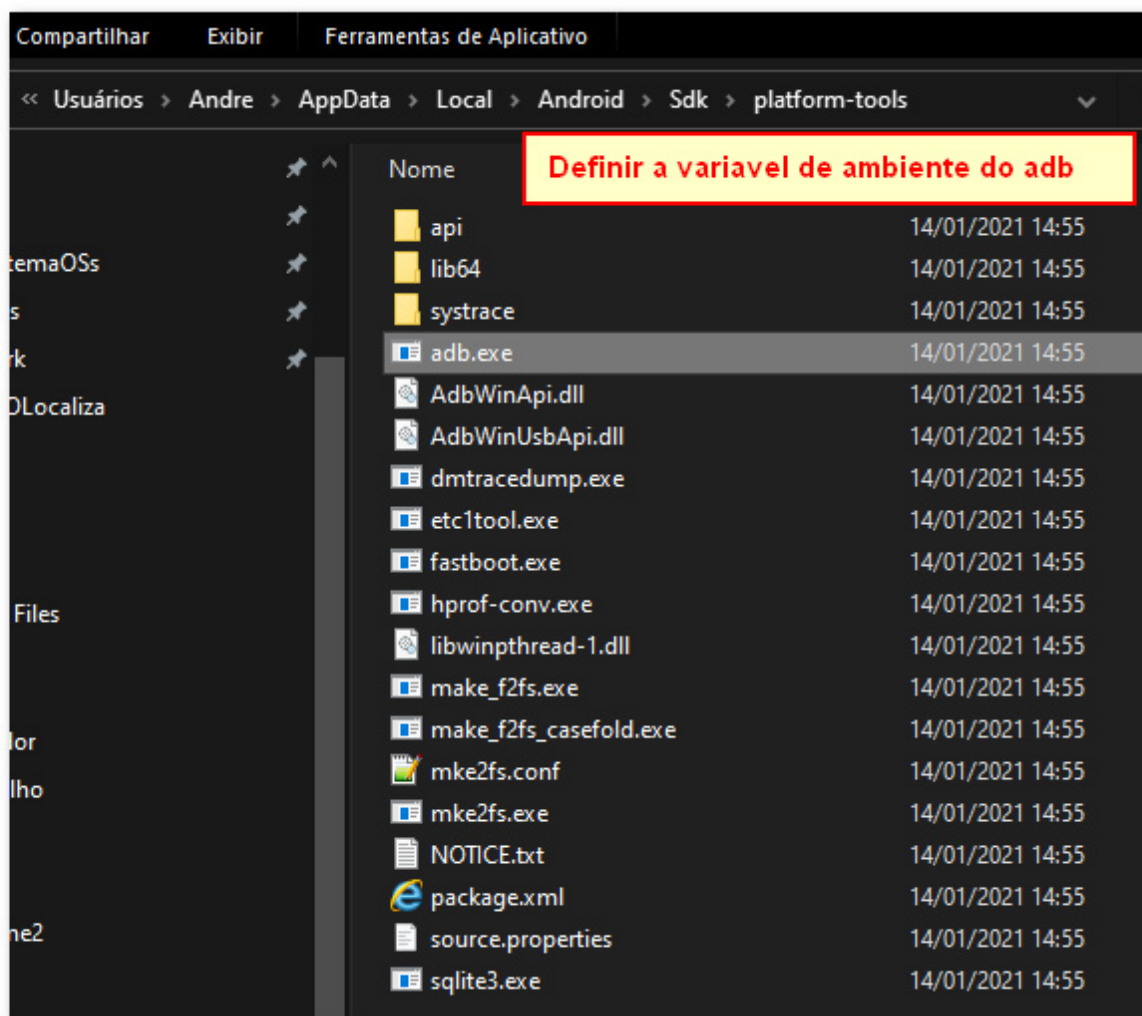 Compartilhar Exibir Ferramentas de Aplicativo
« Usuários > Andre > AppData > Local > Android > Sdk > platform-tools
Nome
Definir a variavel de ambiente do adb
api 14/01/2021 14:55
temaOSs
lib64 14/01/2021 14:55
s
systrace 14/01/2021 14:55
rk
adb.exe 14/01/2021 14:55
OLocaliza
AdbWinApi.dll 14/01/2021 14:55
AdbWinUsbApi.dll 14/01/2021 14:55
dmtracedump.exe 14/01/2021 14:55
etc1tool.exe 14/01/2021 14:55
fastboot.exe 14/01/2021 14:55
Files
hprof-conv.exe 14/01/2021 14:55
libwinpthread-1.dll 14/01/2021 14:55
make_f2fs.exe 14/01/2021 14:55
lor
make_f2fs_casefold.exe 14/01/2021 14:55
lho
mke2fs.conf 14/01/2021 14:55
mke2fs.exe 14/01/2021 14:55
NOTICE.txt 14/01/2021 14:55
package.xml 14/01/2021 14:55
ne2
source.properties 14/01/2021 14:55
sqlite3.exe 14/01/2021 14:55